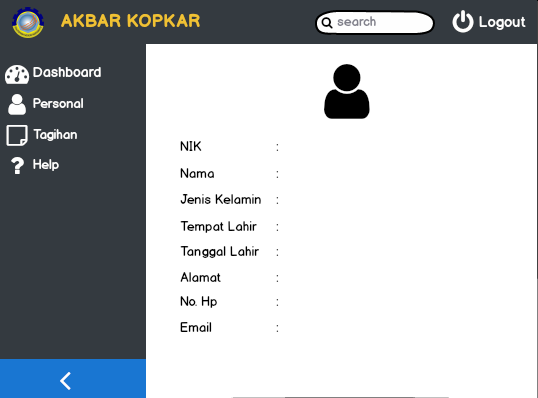 AKBAR KOPKAR
search
Logout
Dashboard
Personal
Tagihan
Help
NIK :
Nama :
Jenis Kelamin :
Tempat Lahir :
Tanggal Lahir :
Alamat :
No. Hp :
Email :